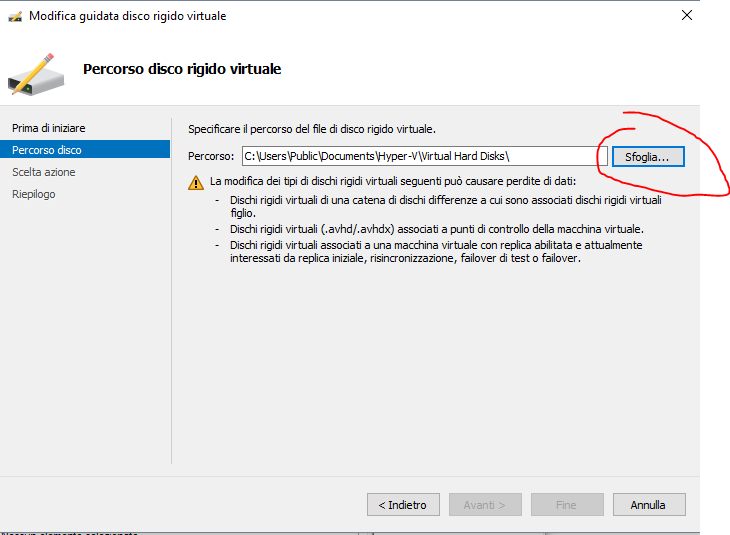 Modifica guidata disco rigido virtuale
Percorso disco rigido virtuale
Prima di iniziare
Percorso disco
Scelta azione
Riepilogo
Specificare il percorso del file di disco rigido virtuale.
Percorso: C:\Users\Public\Documents\Hyper-V\Virtual Hard Disks\ Sfoglia...
La modifica dei tipi di dischi rigidi virtuali seguenti può causare perdite di dati:
- Dischi rigidi virtuali di una catena di dischi differenze a cui sono associati dischi rigidi virtuali
figlio.
- Dischi rigidi virtuali (.avhd/.avhdx) associati a punti di controllo della macchina virtuale.
- Dischi rigidi virtuali associati a una macchina virtuale con replica abilitata e attualmente
interessati da replica iniziale, risincronizzazione, failover di test o failover.
< Indietro Avanti > Fine Annulla